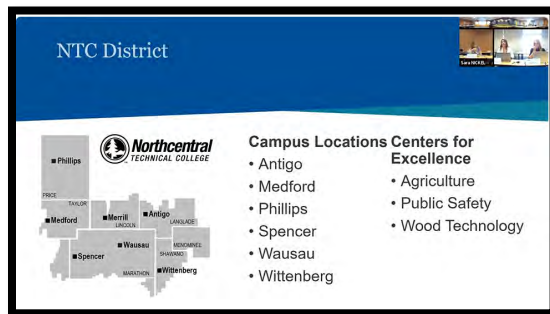 NTC District
Sara NICKEL
Northcentral
TECHNICAL COLLEGE
Phillips
PRICE
TAYLOR
Medford
Merrill
LINCOLN
Antigo
LANGLADE
Wausau
MENOMINEE
SHAWANO
Spencer
MARATHON
Wittenberg
Campus Locations
• Antigo
• Medford
• Phillips
• Spencer
• Wausau
• Wittenberg
Centers for
Excellence
• Agriculture
• Public Safety
• Wood Technology